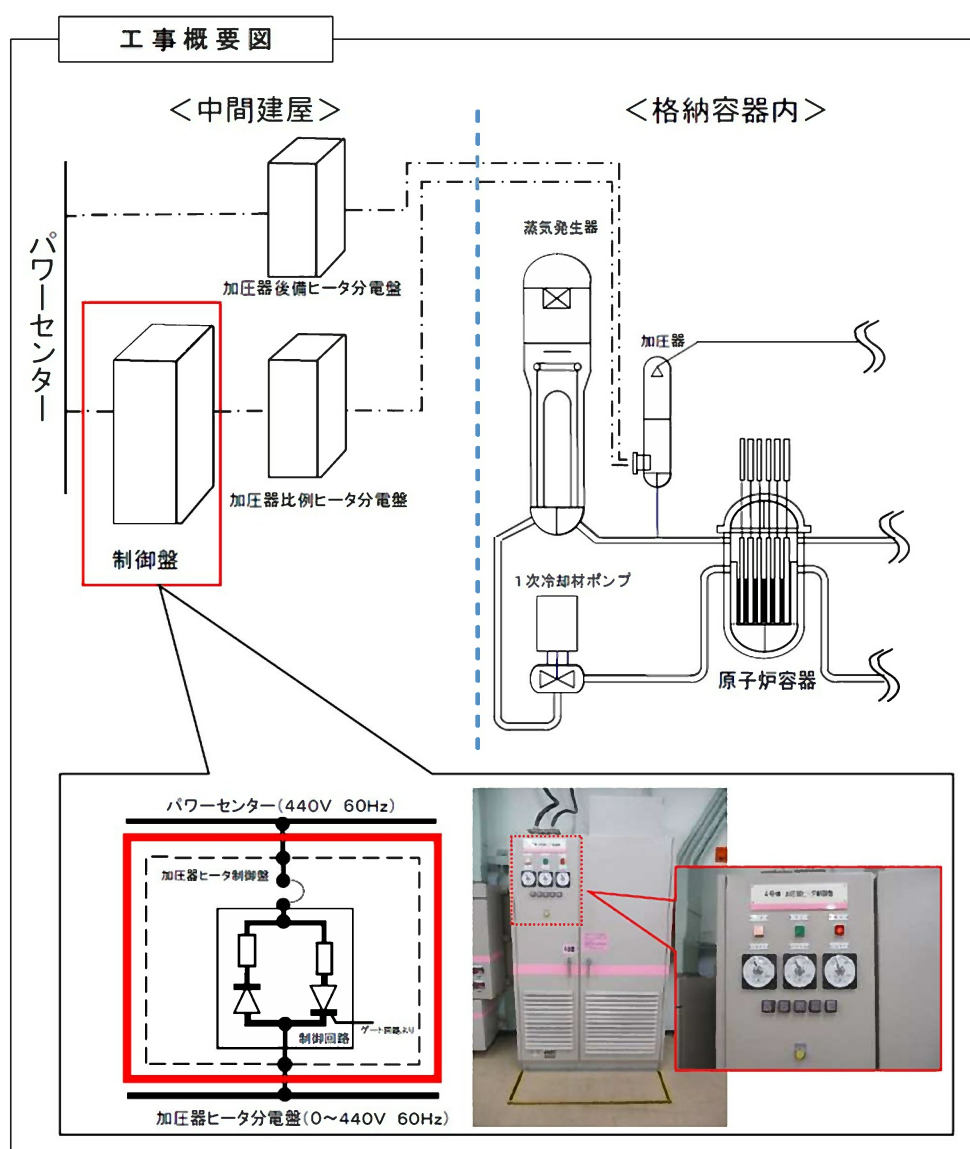 工事概要図
<中間建屋>
<格納容器内>
パワーセンター
加圧器後備ヒータ分電盤
加圧器比例ヒータ分電盤
制御盤
蒸気発生器
加圧器
1次冷却材ポンプ
原子炉容器
パワーセンター(440V 60Hz)
加圧器ヒータ制御盤
制御回路
ゲート回路より
加圧器ヒータ分電盤(0~440V 60Hz)